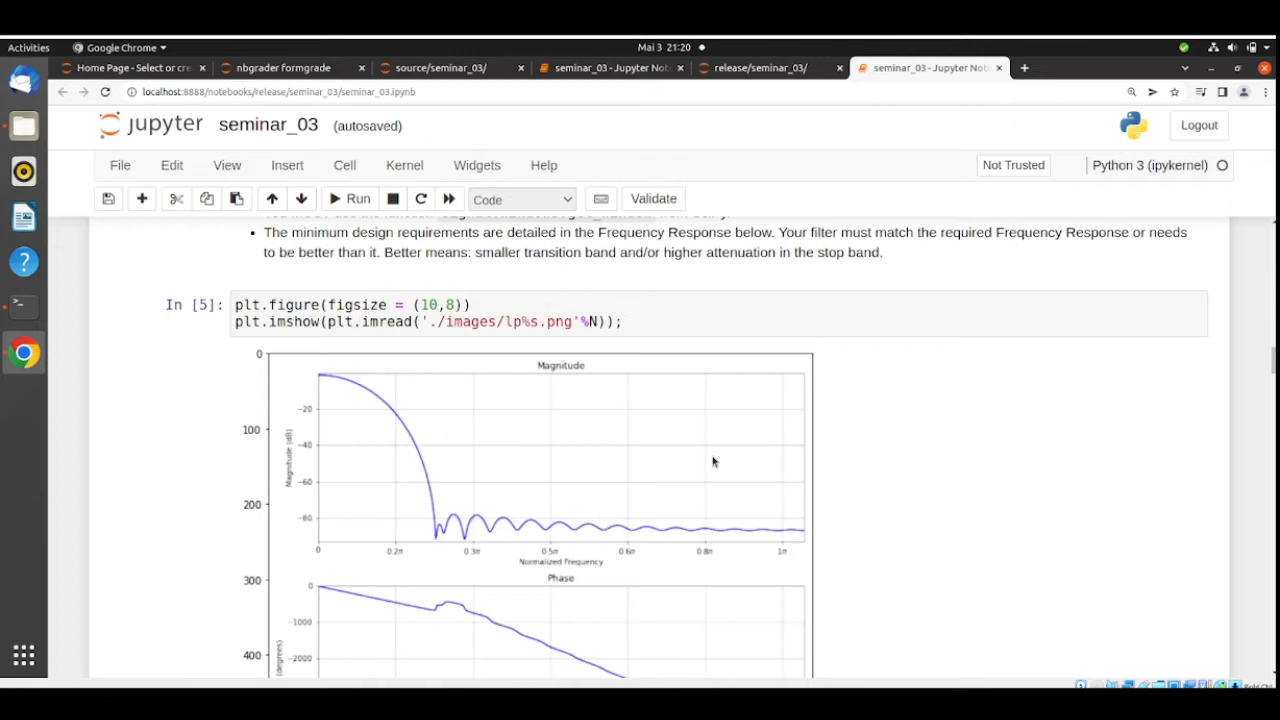 Activities
Google Chrome
Mai 3 21:20
Home Page - Select or cre
nbgrader formgrade
source/seminar_03/
seminar_03 - Jupyter Not
release/seminar_03/
seminar_03 - Jupyter Not
localhost:8888/notebooks/release/seminar_03/seminar_03.ipynb
jupyter seminar_03 (autosaved)
Logout
File Edit View Insert Cell Kernel Widgets Help
Not Trusted
Python 3 (ipykernel)
Run
Code
Validate
The minimum design requirements are detailed in the Frequency Response below. Your filter must match the required Frequency Response or needs
to be better than it. Better means: smaller transition band and/or higher attenuation in the stop band.
In [5]: plt.figure(figsize = (10,8))
plt.imshow(plt.imread('./images/lp%s.png'%N));
0
100
200
300
400
Magnitude
Magnitude (dB)
−20
−40
−60
−80
0 0.2π 0.3π 0.5π 0.6π 0.8π 1π
Normalized Frequency
Phase
0
−1000
−2000
(degrees)